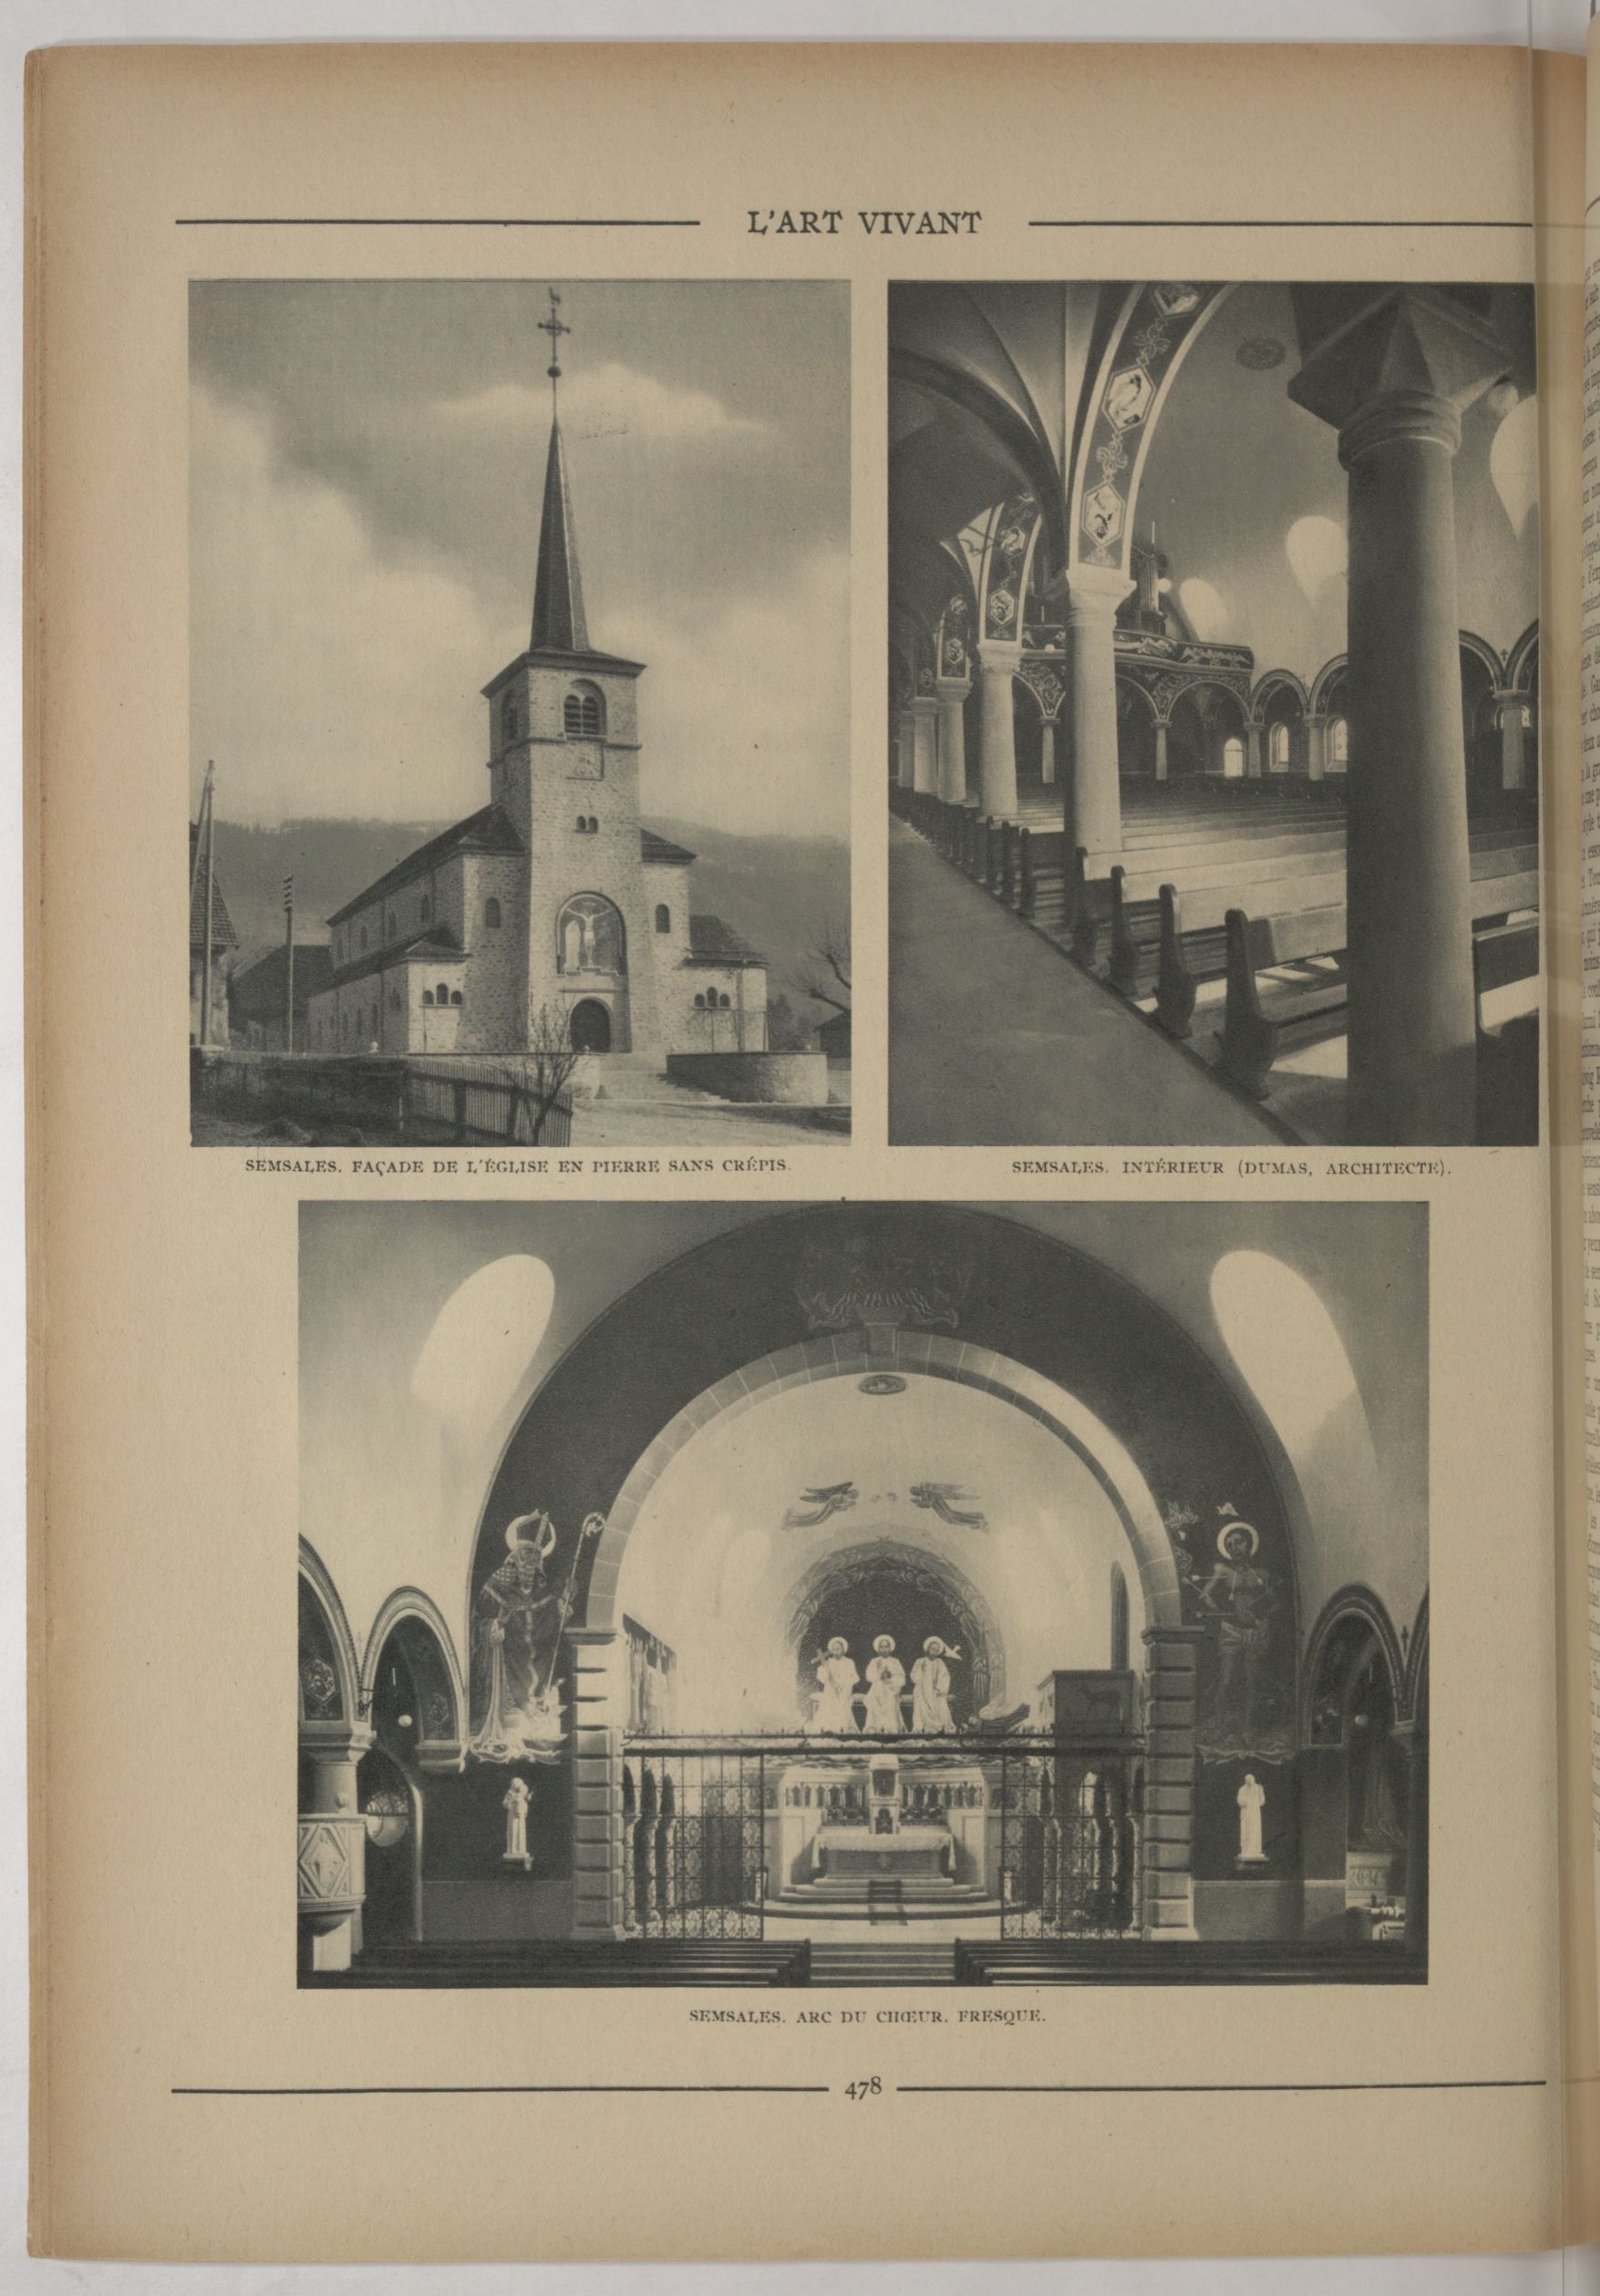 L'ART VIVANT
SEMSALES. FAÇADE DE L'ÉGLISE EN PIERRE SANS CRÉPIS.
SEMSALES. INTÉRIEUR (DUMAS, ARCHITECTE).
SEMSALES. ARC DU CHŒUR. FRESQUE.
478